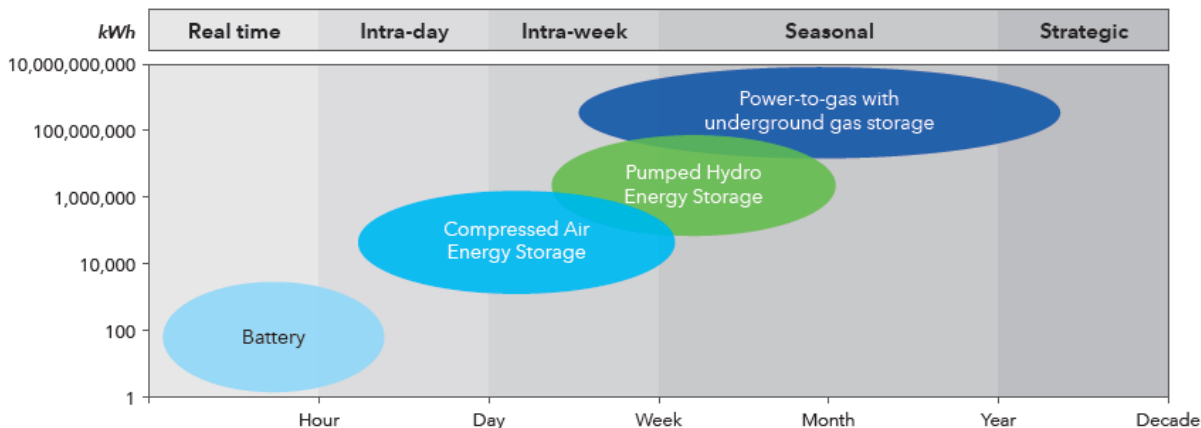 kWh Real time Intra-day Intra-week Seasonal Strategic
10,000,000,000
Power-to-gas with
underground gas storage
100,000,000
Pumped Hydro
Energy Storage
1,000,000
Compressed Air
Energy Storage
10,000
100
Battery
1
Hour Day Week Month Year Decade